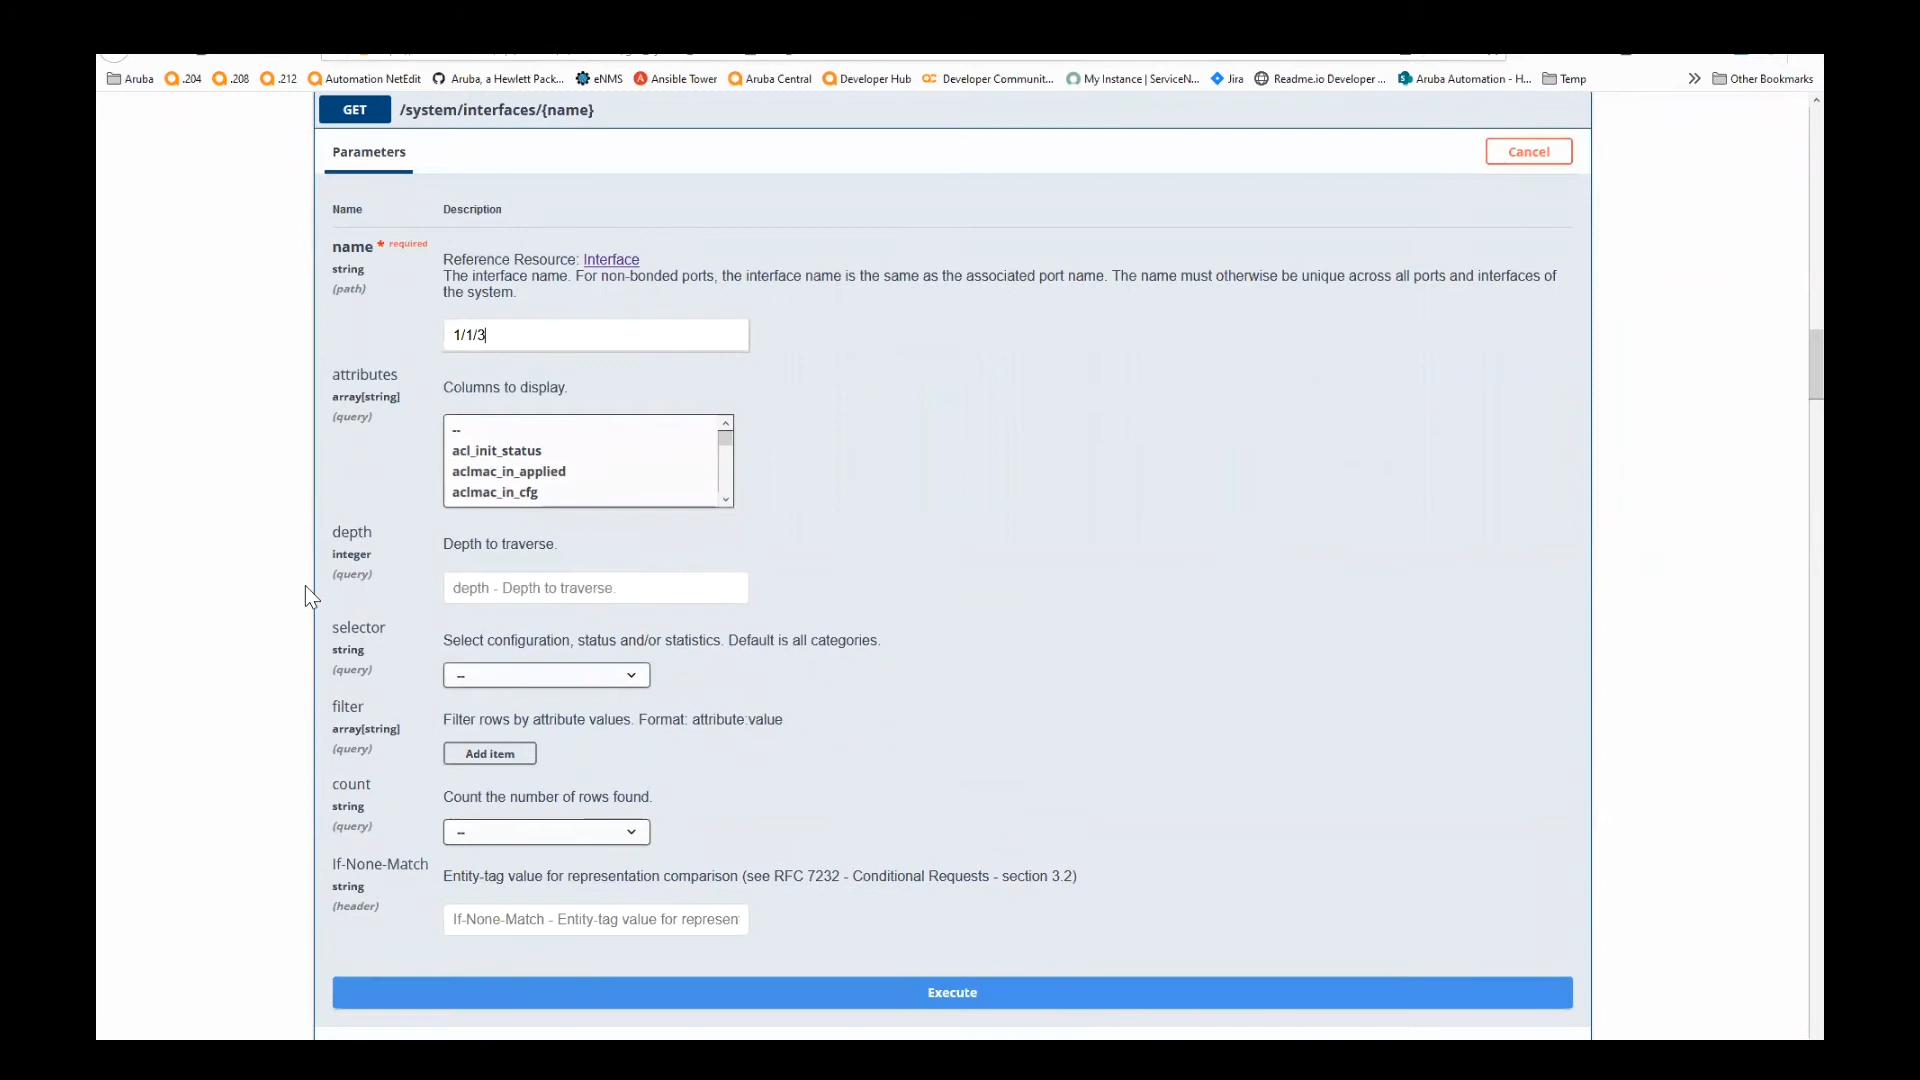 Aruba .204 .208 .212 Automation NetEdit Aruba, a Hewlett Pack... eNMS Ansible Tower Aruba Central Developer Hub Developer Communit... My Instance | ServiceN... Jira Readme.io Developer ... Aruba Automation - H... Temp Other Bookmarks
GET /system/interfaces/{name}
Parameters Cancel
Name Description
name * required
string
(path)
Reference Resource: Interface
The interface name. For non-bonded ports, the interface name is the same as the associated port name. The name must otherwise be unique across all ports and interfaces of
the system.
1/1/3
attributes
array[string]
(query)
Columns to display.
--
acl_init_status
aclmac_in_applied
aclmac_in_cfg
depth
integer
(query)
Depth to traverse.
depth - Depth to traverse.
selector
string
(query)
Select configuration, status and/or statistics. Default is all categories.
--
filter
array[string]
(query)
Filter rows by attribute values. Format: attribute:value
Add item
count
string
(query)
Count the number of rows found.
--
If-None-Match
string
(header)
Entity-tag value for representation comparison (see RFC 7232 - Conditional Requests - section 3.2)
If-None-Match - Entity-tag value for represen
Execute